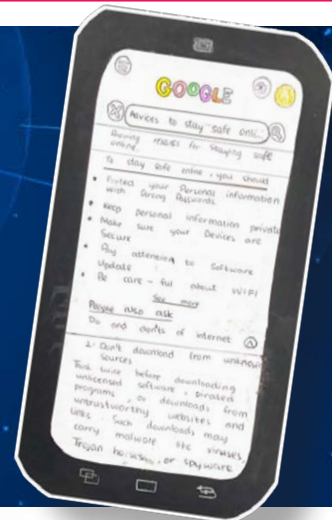 GOOGLE
Advices to stay safe onli..
Showing results for staying safe
online
To stay safe online, you should
• Protect your Personal information
with Strong Passwords.
• Keep personal information private
• Make sure your Devices are
Secure
• Pay attention to Software
Update
• Be care-ful about WiFi
See more
People also ask
Do and don'ts of internet
2. Don't download from unknown
sources
Think twice before downloading
unlicensed software, pirated
programs, or downloads from
untrustworthy websites and
links. Such downloads may
carry malware like viruses,
Trojan horses, or spyware